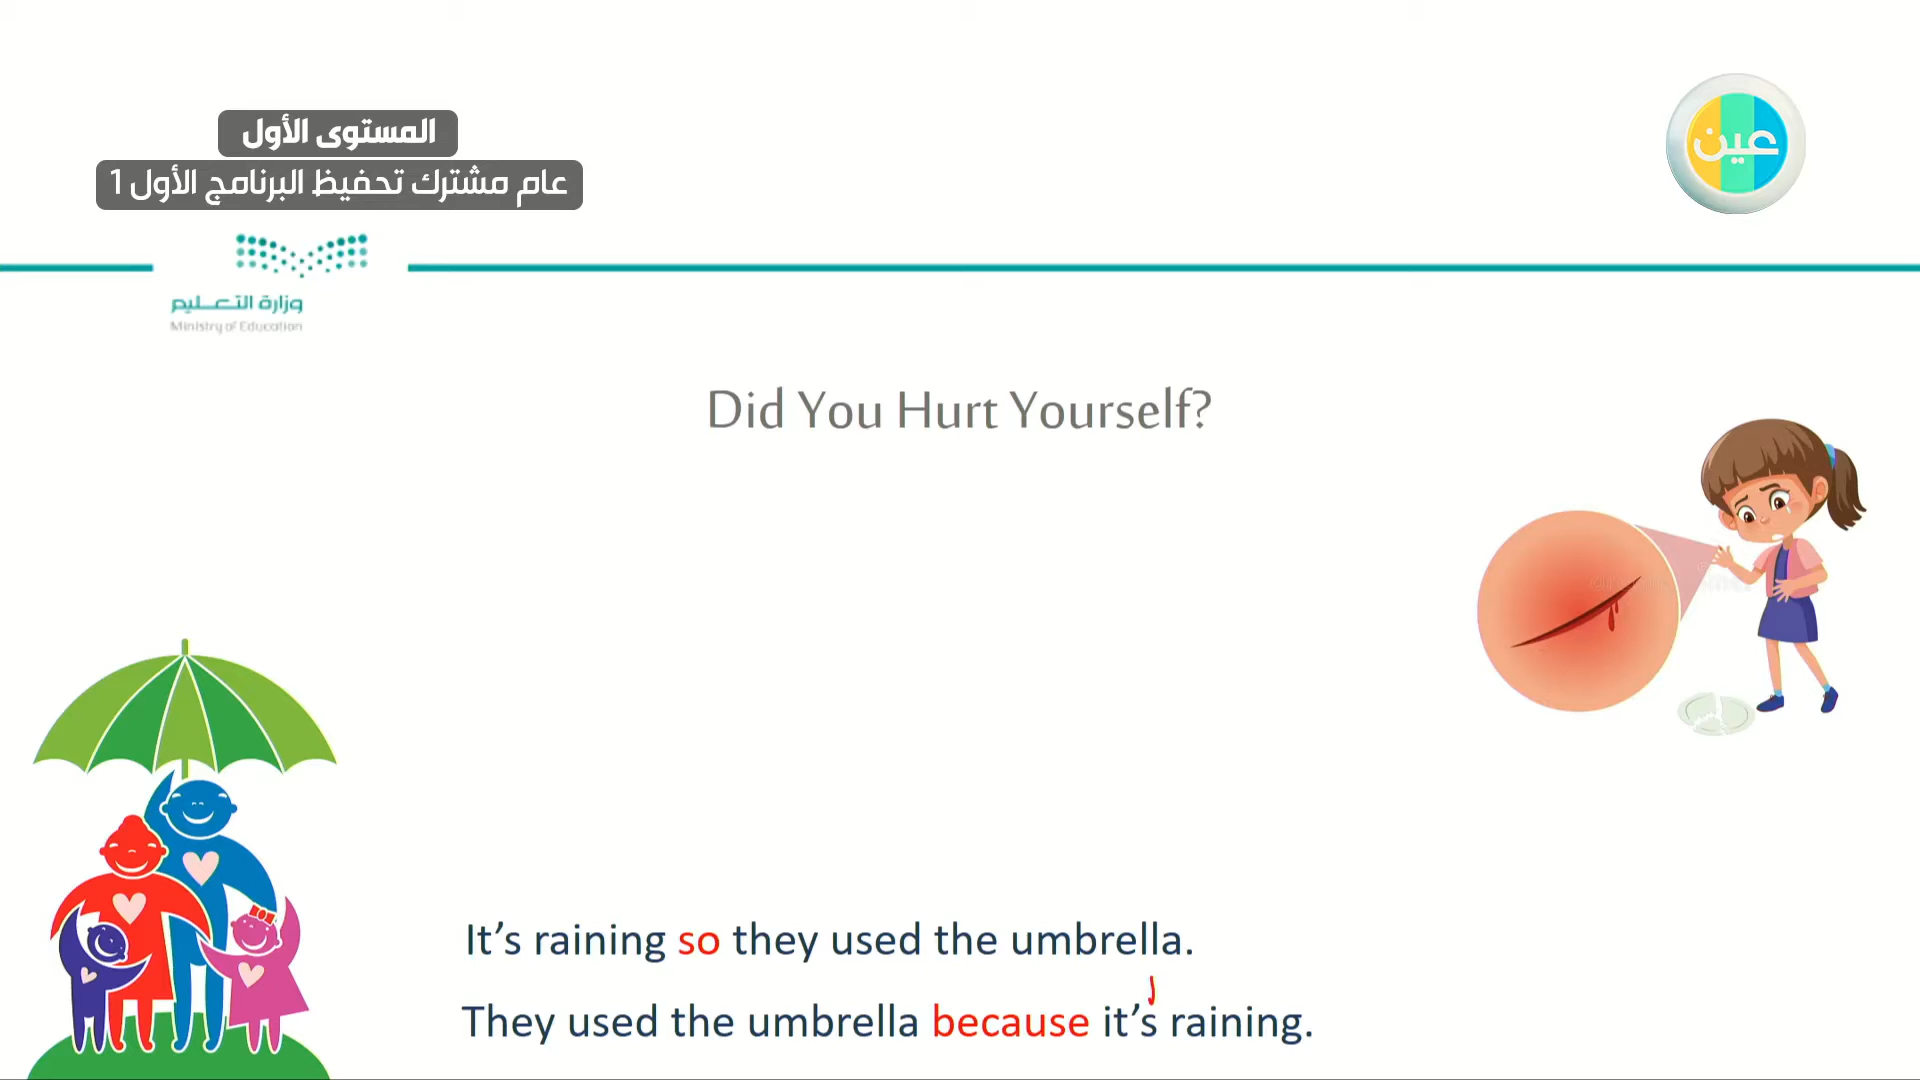 المستوى الأول
عام مشترك تحفيظ البرنامج الأول 1
عين
وزارة التعليم
Ministry of Education
Did You Hurt Yourself?
It’s raining so they used the umbrella.
They used the umbrella because it’s raining.